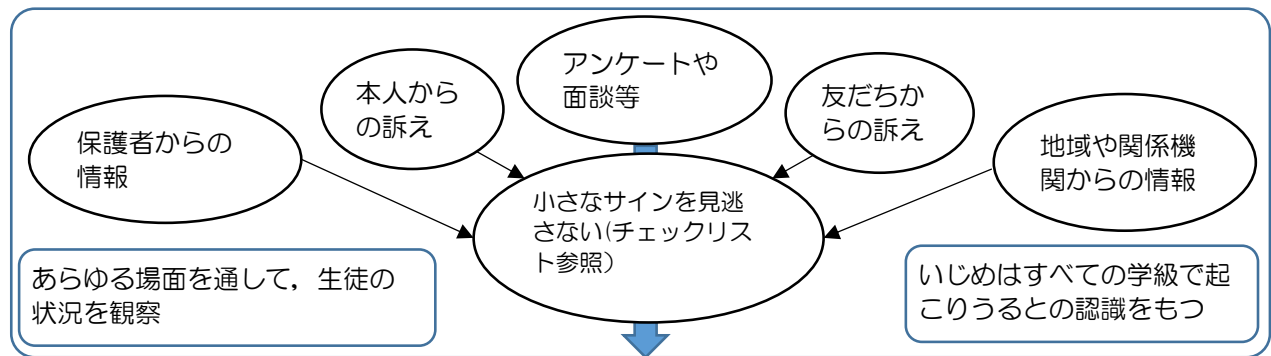 アンケートや
面談等
本人から
の訴え
友だちか
らの訴え
保護者からの
情報
地域や関係機
関からの情報
小さなサインを見逃
さない(チェックリス
ト参照）
あらゆる場面を通して，生徒の
状況を観察
いじめはすべての学級で起
こりうるとの認識をもつ